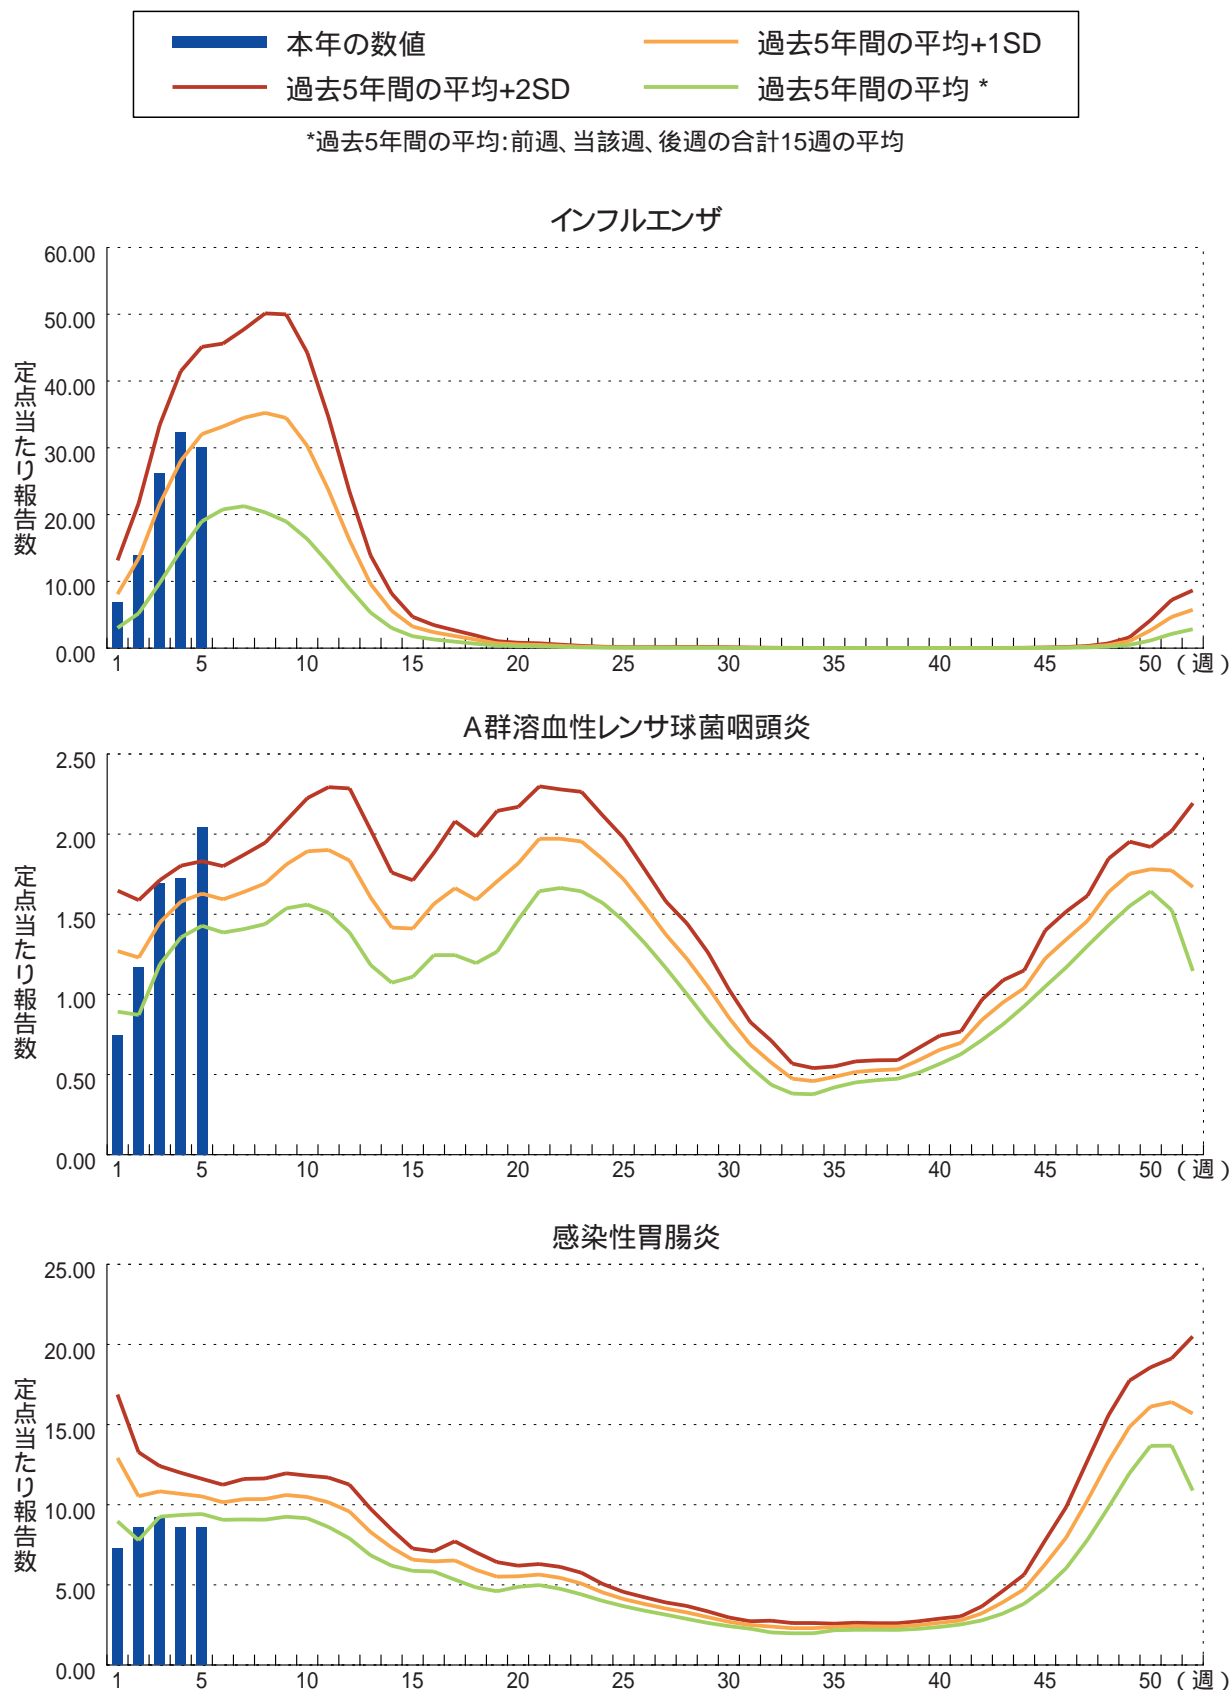 本年の数値
過去5年間の平均+1SD
過去5年間の平均+2SD
過去5年間の平均 *
*過去5年間の平均：前週、当該週、後週の合計15週の平均
インフルエンザ
定点当たり報告数
60.00
50.00
40.00
30.00
20.00
10.00
0.00
1 5 10 15 20 25 30 35 40 45 50 （週）
A群溶血性レンサ球菌咽頭炎
定点当たり報告数
2.50
2.00
1.50
1.00
0.50
0.00
1 5 10 15 20 25 30 35 40 45 50 （週）
感染性胃腸炎
定点当たり報告数
25.00
20.00
15.00
10.00
5.00
0.00
1 5 10 15 20 25 30 35 40 45 50 （週）